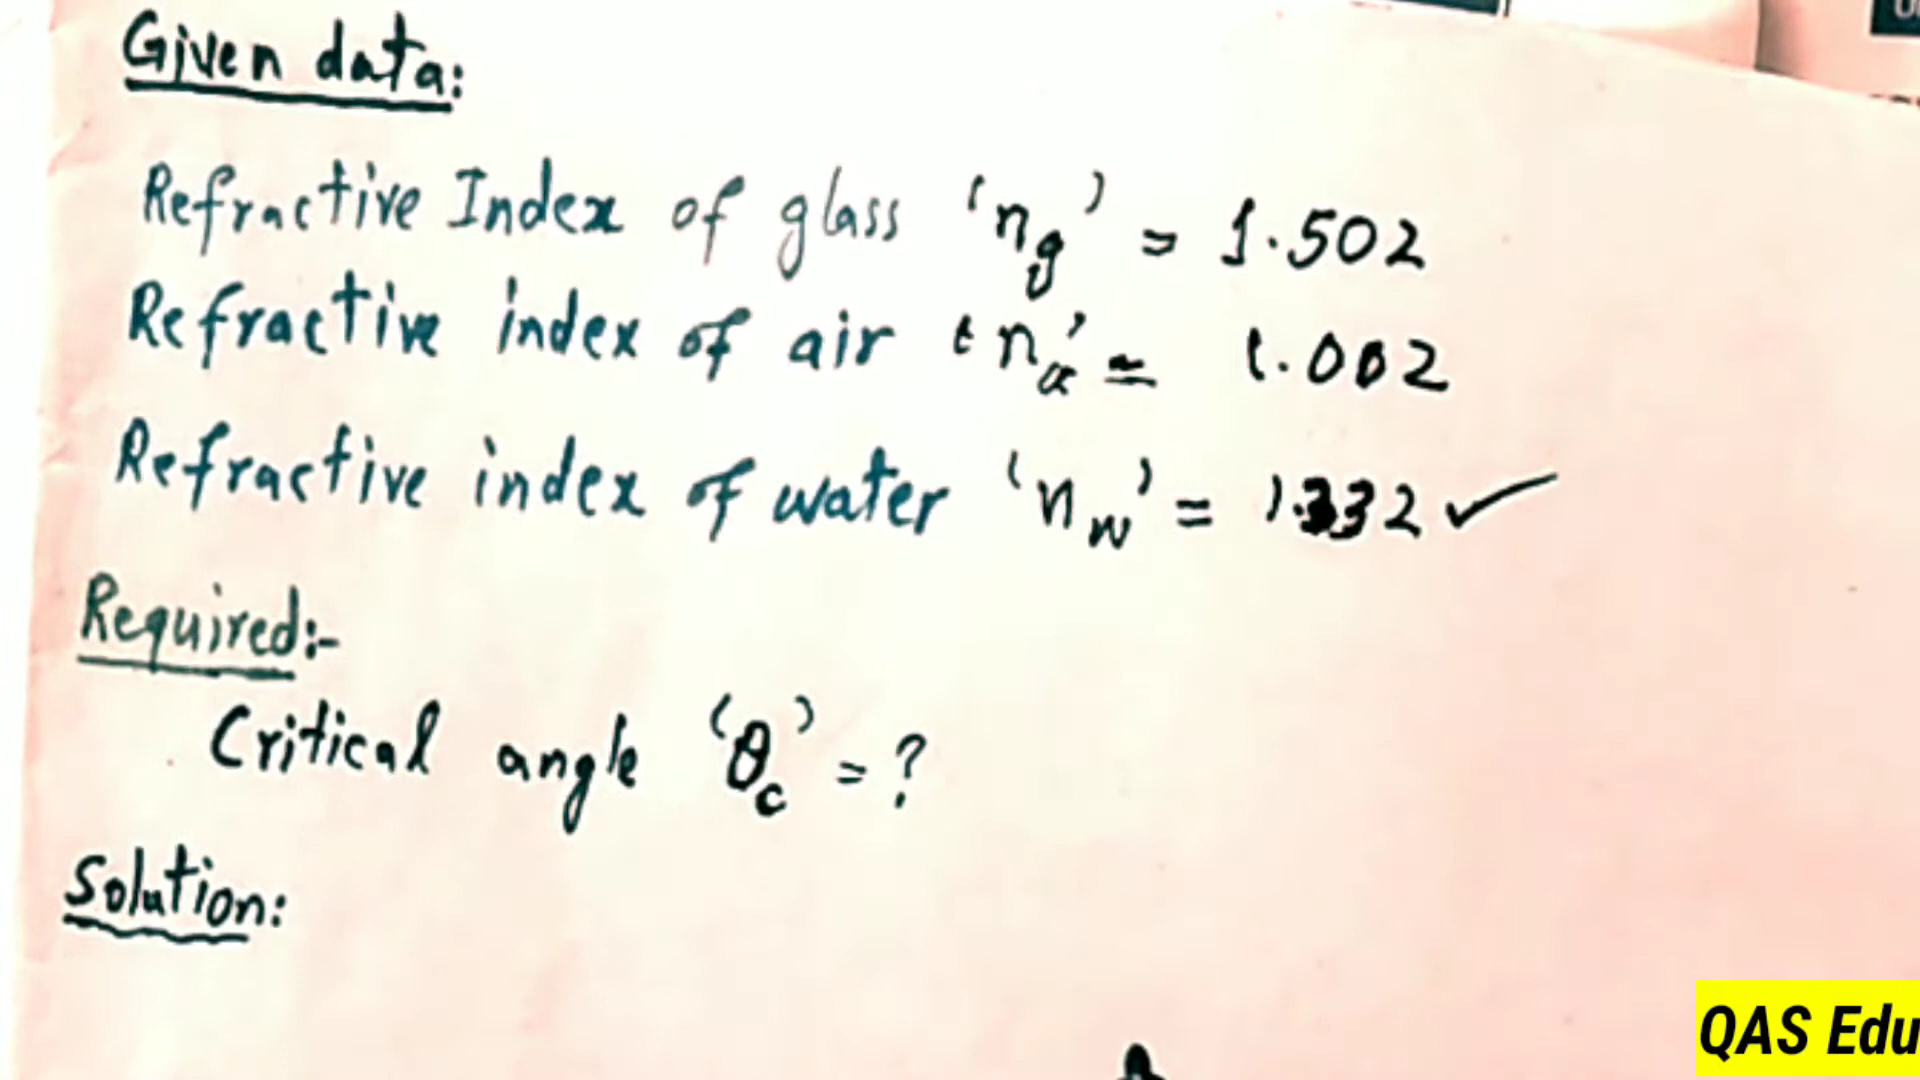 Given data:
Refractive Index of glass 'ng' = 1.502
Refractive index of air 'na' = 1.002
Refractive index of water 'nw' = 1.332 ✓
Required:-
Critical angle 'θc' = ?
Solution:
QAS Edu